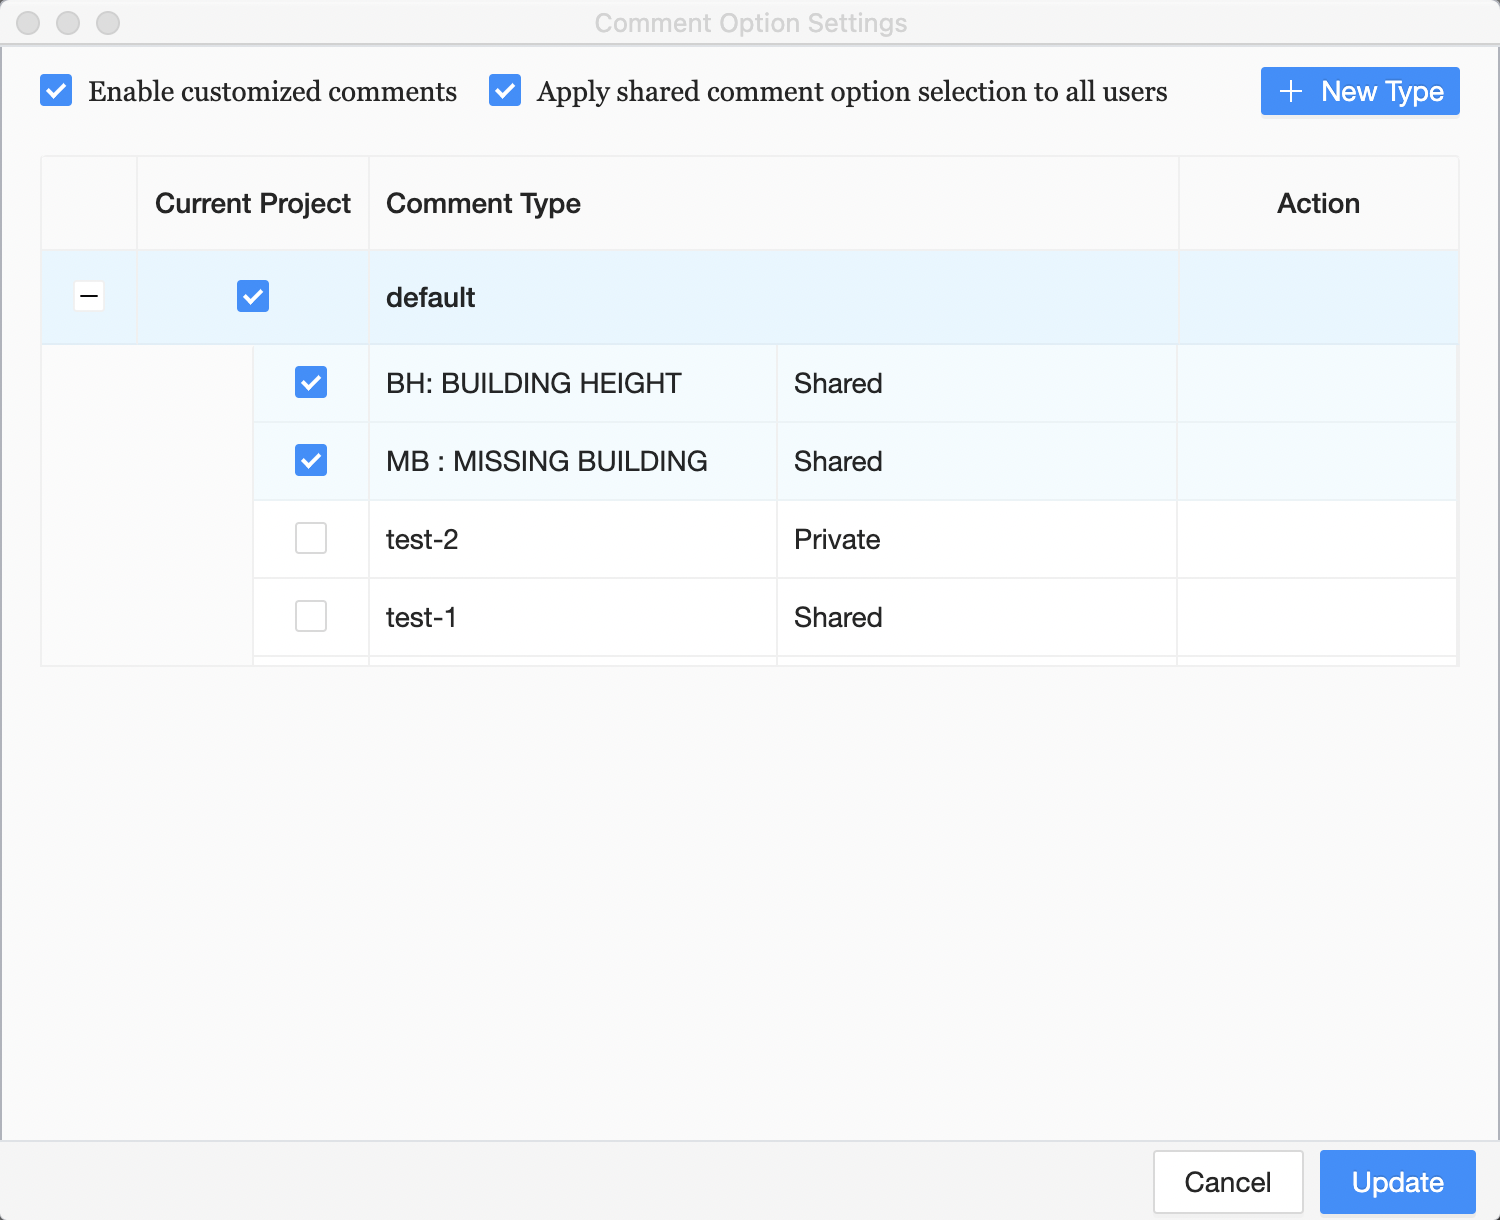 Comment Option Settings
Enable customized comments Apply shared comment option selection to all users New Type
Current Project Comment Type Action
default
BH: BUILDING HEIGHT Shared
MB : MISSING BUILDING Shared
test-2 Private
test-1 Shared
Cancel Update